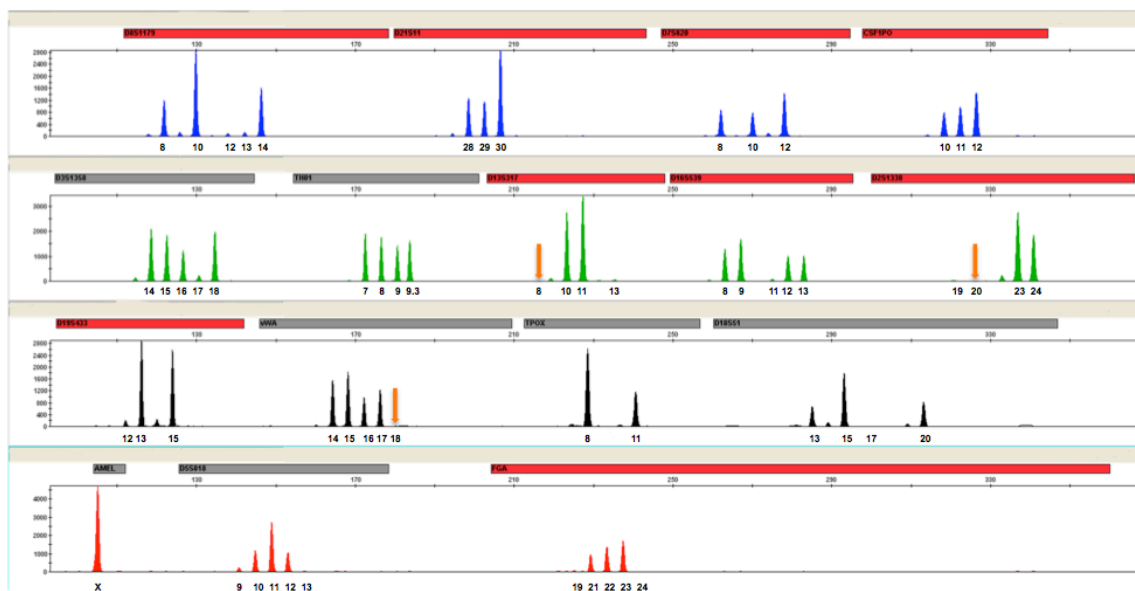 D8S1179 D21S11 D7S820 CSF1PO
130 170 210 250 290 330
2800
2400
2000
1600
1200
800
400
0
8 10 12 13 14 28 29 30 8 10 12 10 11 12
D3S1358 TH01 D13S317 D16S539 D2S1338
130 170 210 250 290 330
3000
2000
1000
0
14 15 16 17 18 7 8 9 9.3 8 10 11 13 8 9 11 12 13 19 20 23 24
D19S433 vWA TPOX D18S51
130 170 210 250 290 330
2800
2400
2000
1600
1200
800
400
0
12 13 15 14 15 16 17 18 8 11 13 15 17 20
AMEL D5S818 FGA
130 170 210 250 290 330
4000
3000
2000
1000
0
X 9 10 11 12 13 19 21 22 23 24